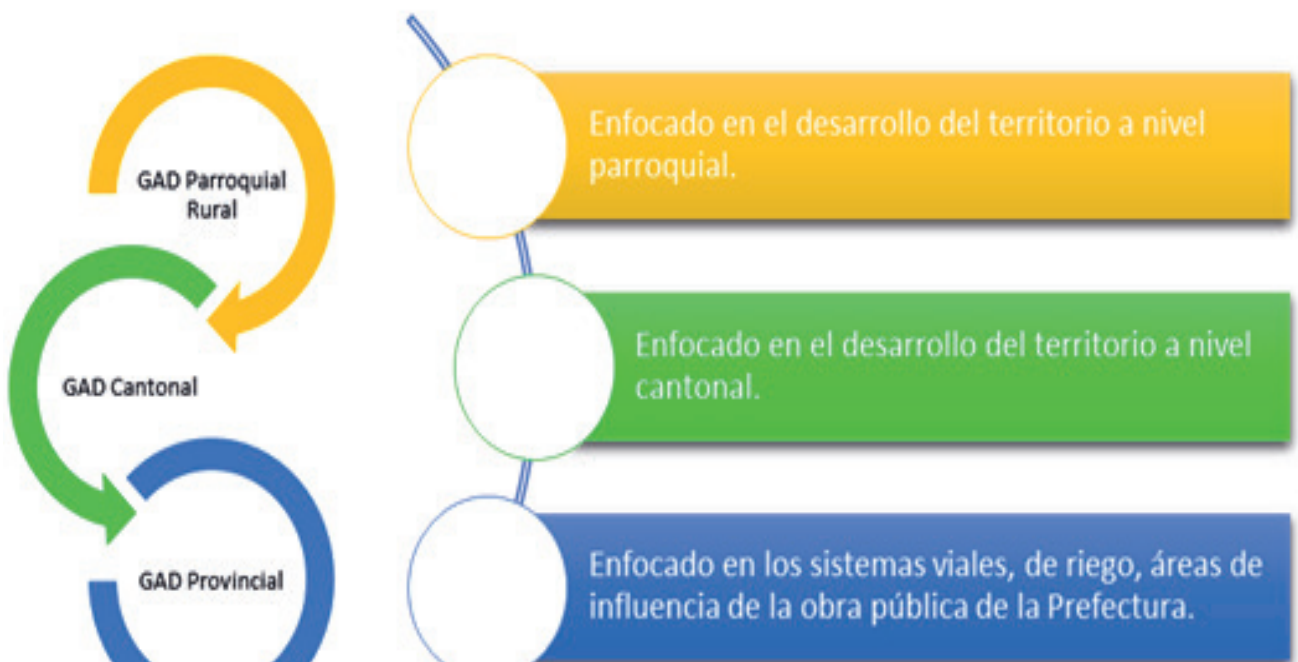 GAD Parroquial
Rural
Enfocado en el desarrollo del territorio a nivel
parroquial.
GAD Cantonal
Enfocado en el desarrollo del territorio a nivel
cantonal.
GAD Provincial
Enfocado en los sistemas viales, de riego, áreas de
influencia de la obra pública de la Prefectura.